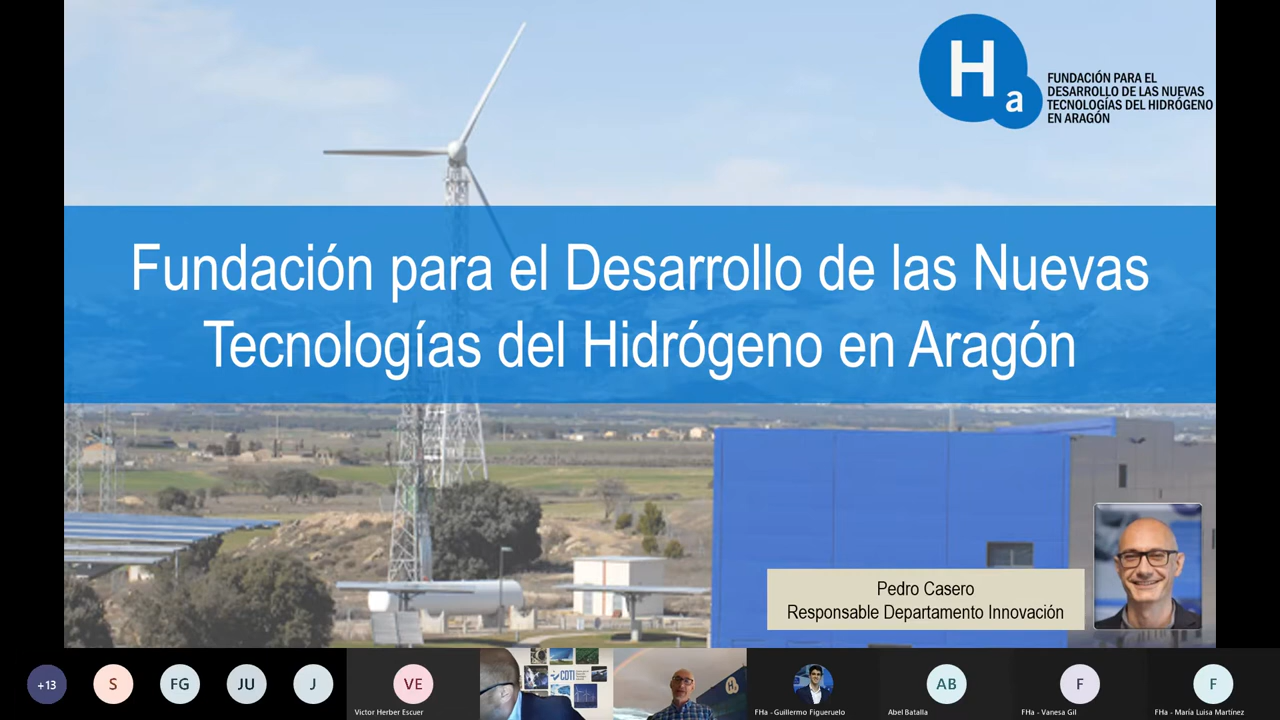 H
a
FUNDACIÓN PARA EL
DESARROLLO DE LAS NUEVAS
TECNOLOGÍAS DEL HIDRÓGENO
EN ARAGÓN
Fundación para el Desarrollo de las Nuevas
Tecnologías del Hidrógeno en Aragón
Pedro Casero
Responsable Departamento Innovación
+13
S
FG
JU
J
VE
Victor Herber Escuer
CDTI
Ha
FHa - Guillermo Figueruelo
AB
Abel Batalla
F
FHa - Vanesa Gil
F
FHa - María Luisa Martínez